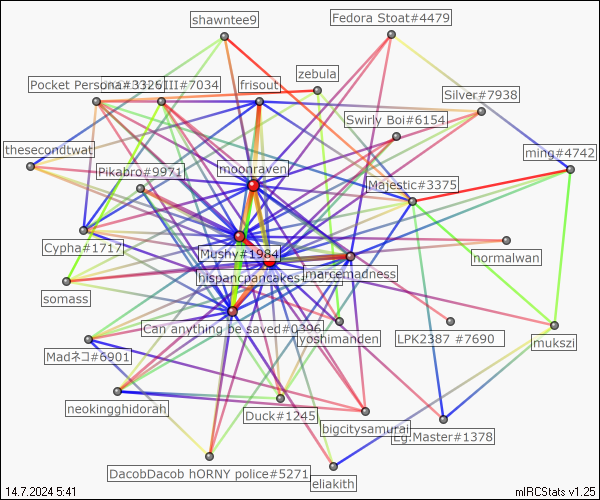 shawntee9
Fedora Stoat#4479
zebula
Pocket Persona#3326
III#7034
frisout
Silver#7938
Swirly Boi#6154
thesecondtwat
ming#4742
moonraven
Pikabro#9971
Majestic#3375
Cypha#1717
Mushy#1984
normalwan
hispancpancakes
marcemadness
somass
Can anything be saved#0396
yoshimanden
LPK2387 #7690
mukszi
Madネコ#6901
neokingghidorah
Duck#1245
bigcitysamurai
Eg.Master#1378
DacobDacob hORNY police#5271
eliakith
14.7.2024 5:41
mIRCStats v1.25